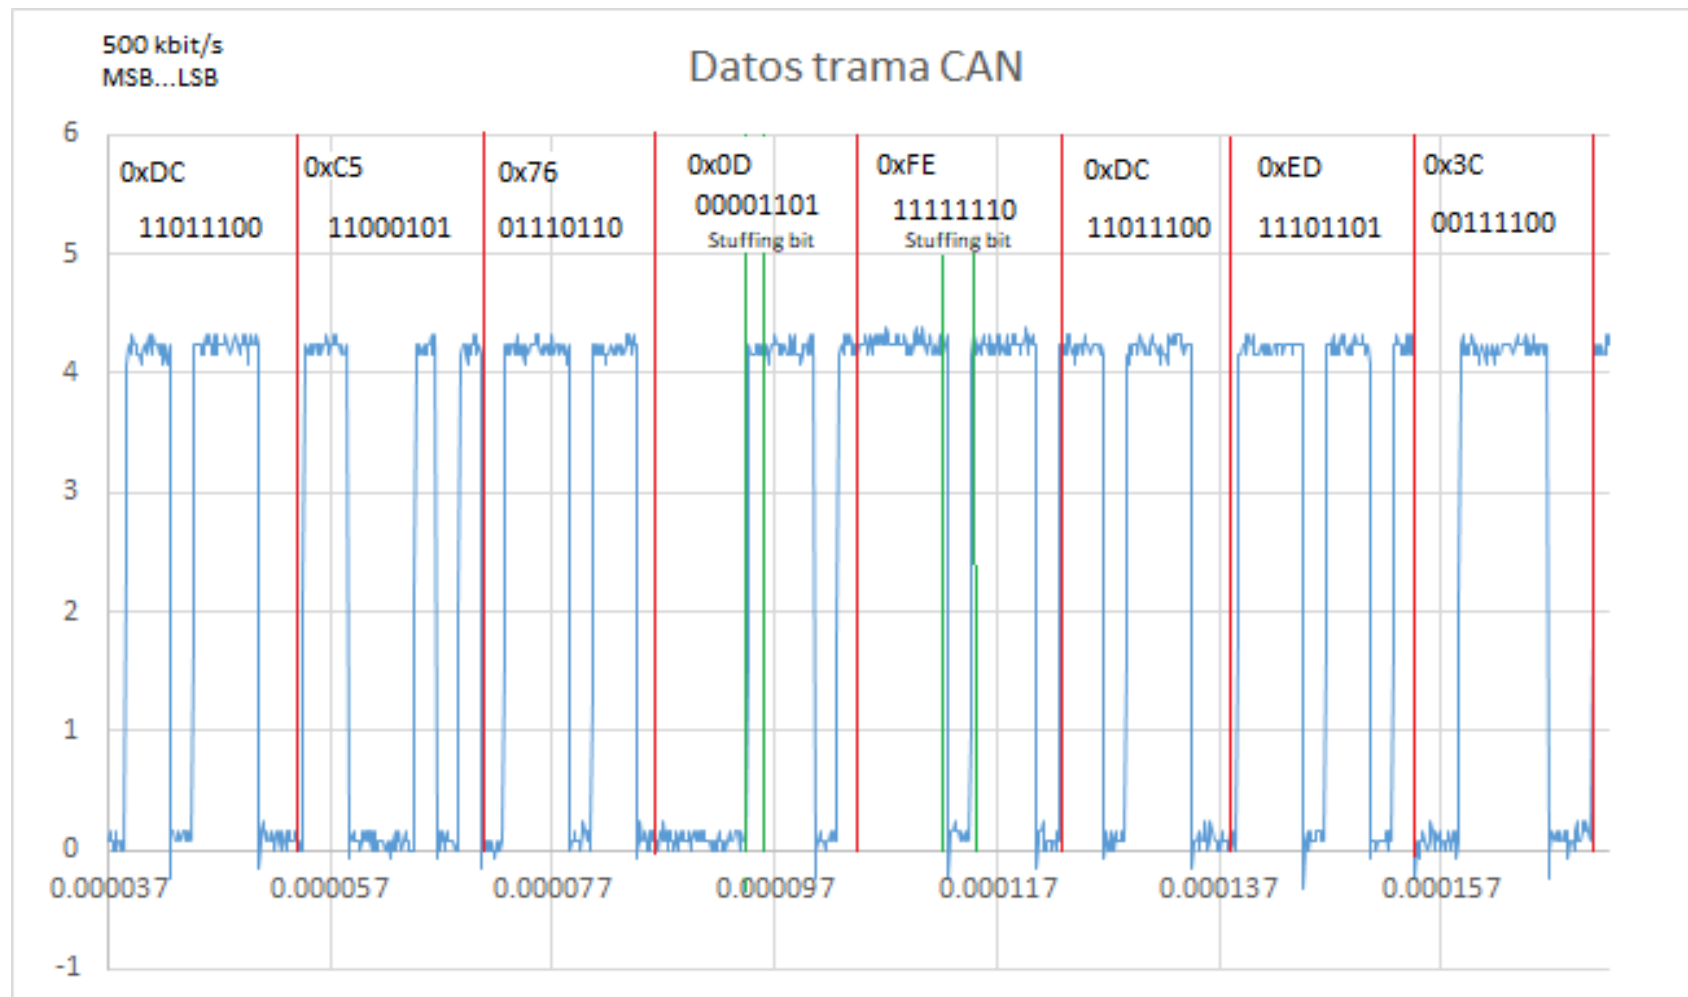 500 kbit/s
MSB...LSB
Datos trama CAN
6
0xDC
0xC5
0x76
0x0D
0xFE
0xDC
0xED
0x3C
11011100
11000101
01110110
00001101
11111110
11011100
11101101
00111100
Stuffing bit
Stuffing bit
5
4
3
2
1
0
0.000037
0.000057
0.000077
0.000097
0.000117
0.000137
0.000157
-1